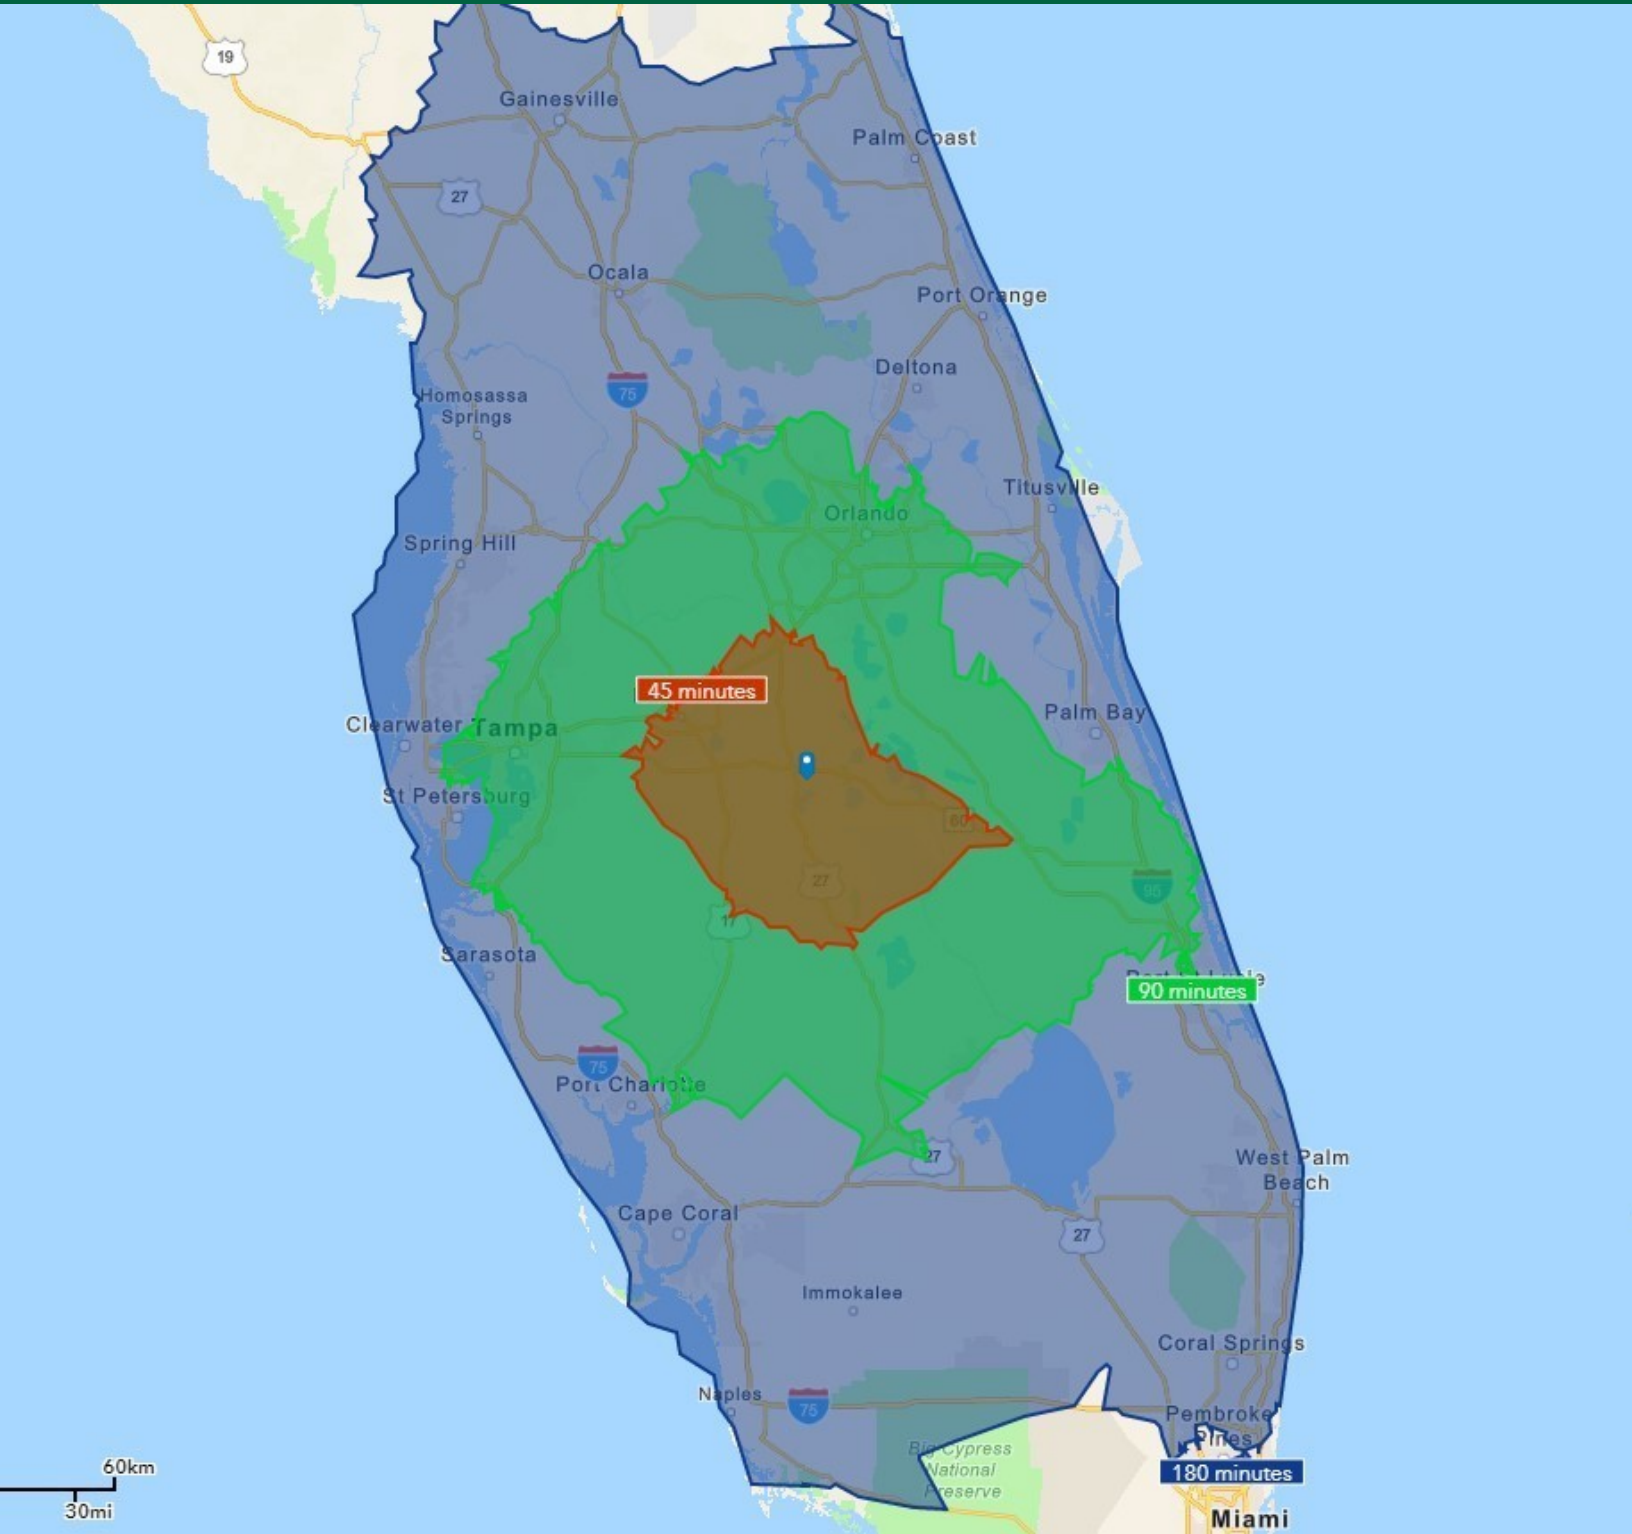 19
Gainesville
Palm Coast
27
Ocala
Port Orange
Deltona
75
Homosassa
Springs
Titusville
Orlando
Spring Hill
45 minutes
Palm Bay
Clearwater
Tampa
St Petersburg
60
27
95
17
Sarasota
Port St Lucie
90 minutes
75
Port Charlotte
27
West Palm
Beach
Cape Coral
27
Immokalee
Coral Springs
Naples
75
Pembroke
Pines
Big Cypress
National
Preserve
180 minutes
60km
30mi
Miami